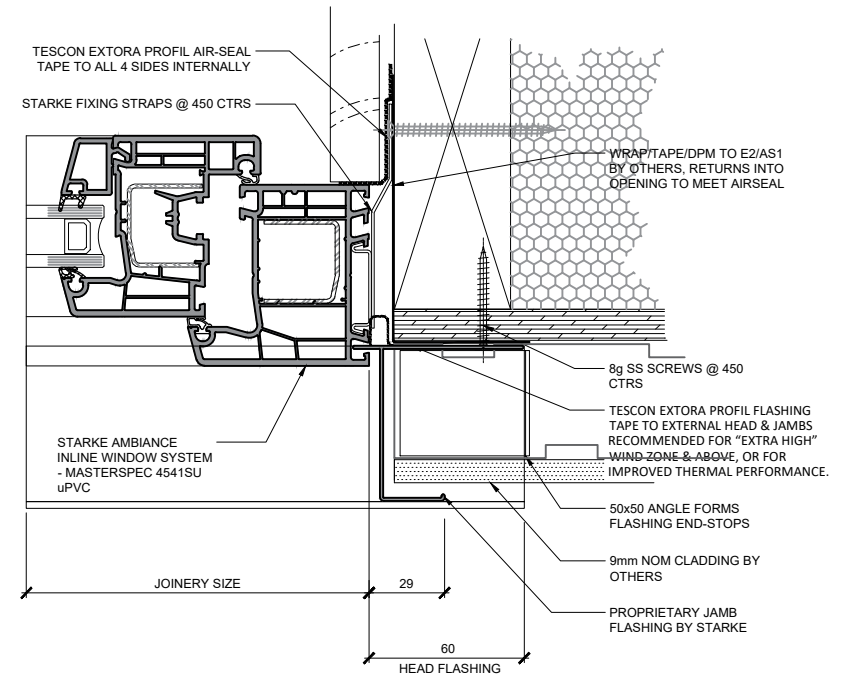 TESCON EXTORA PROFIL AIR-SEAL
TAPE TO ALL 4 SIDES INTERNALLY
STARKE FIXING STRAPS @ 450 CTRS
WRAP/TAPE/DPM TO E2/AS1
BY OTHERS, RETURNS INTO
OPENING TO MEET AIRSEAL
8g SS SCREWS @ 450
CTRS
TESCON EXTORA PROFIL FLASHING
TAPE TO EXTERNAL HEAD & JAMBS
RECOMMENDED FOR "EXTRA HIGH"
WIND ZONE & ABOVE, OR FOR
IMPROVED THERMAL PERFORMANCE.
STARKE AMBIANCE
INLINE WINDOW SYSTEM
- MASTERSPEC 4541SU
uPVC
50x50 ANGLE FORMS
FLASHING END-STOPS
9mm NOM CLADDING BY
OTHERS
PROPRIETARY JAMB
FLASHING BY STARKE
JOINERY SIZE
29
60
HEAD FLASHING